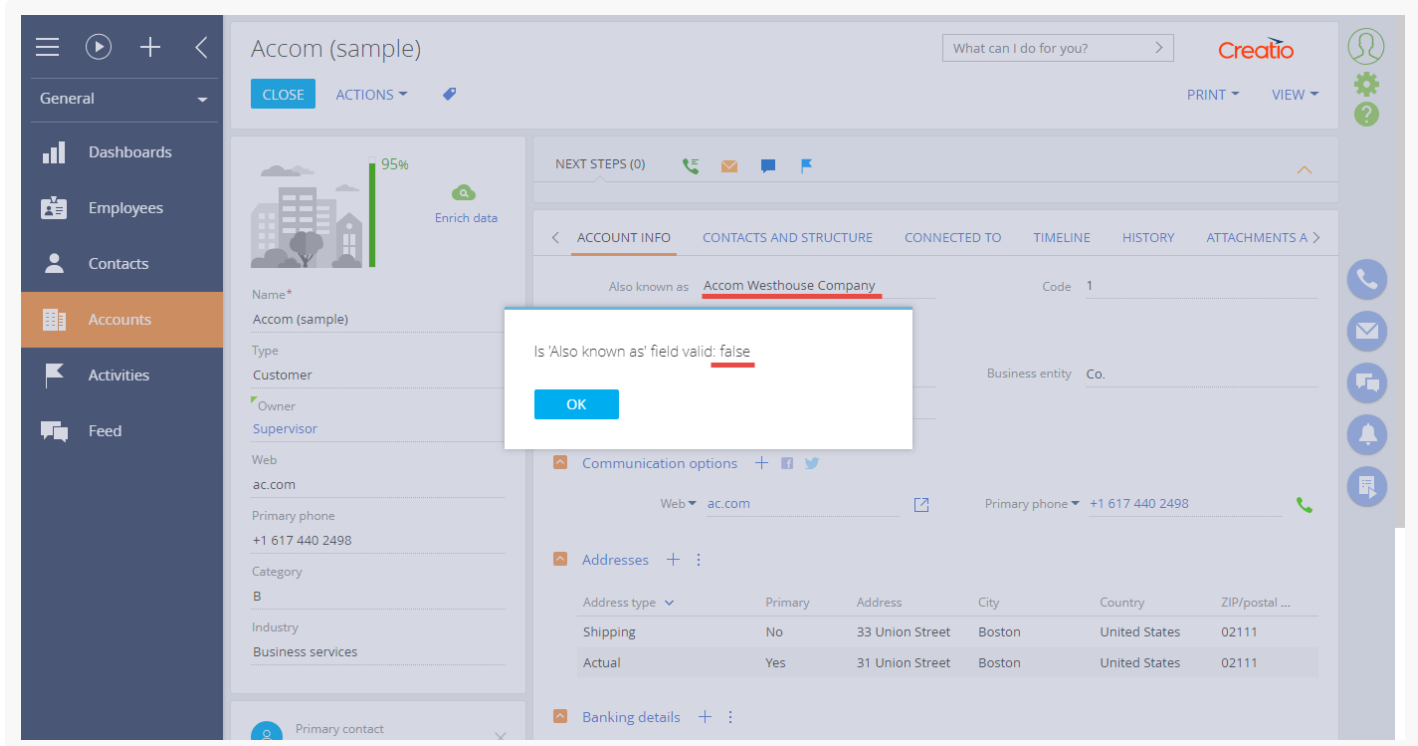 Accom (sample)
What can I do for you?
Creatio
General
CLOSE
ACTIONS
PRINT
VIEW
Dashboards
Employees
Contacts
Accounts
Activities
Feed
95%
Enrich data
Name*
Accom (sample)
Type
Customer
Owner
Supervisor
Web
ac.com
Primary phone
+1 617 440 2498
Category
B
Industry
Business services
Primary contact
NEXT STEPS (0)
ACCOUNT INFO CONTACTS AND STRUCTURE CONNECTED TO TIMELINE HISTORY ATTACHMENTS A
Also known as Accom Westhouse Company Code 1
Is 'Also known as' field valid: false
OK
Business entity Co.
Communication options
Web ac.com Primary phone +1 617 440 2498
Addresses
Address type Primary Address City Country ZIP/postal ...
Shipping No 33 Union Street Boston United States 02111
Actual Yes 31 Union Street Boston United States 02111
Banking details